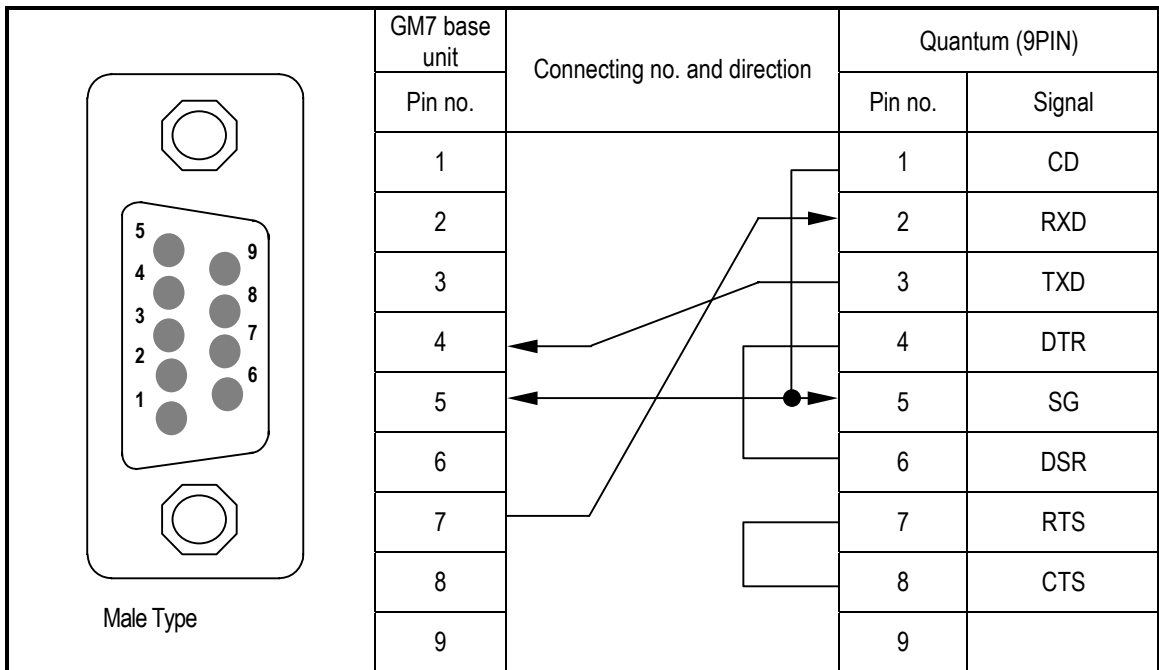 GM7 base unit
Connecting no. and direction
Quantum (9PIN)
Pin no.
Pin no.
Signal
1
1
CD
2
2
RXD
3
3
TXD
4
4
DTR
5
5
SG
6
6
DSR
7
7
RTS
8
8
CTS
9
9
5
9
4
8
3
7
2
6
1
Male Type